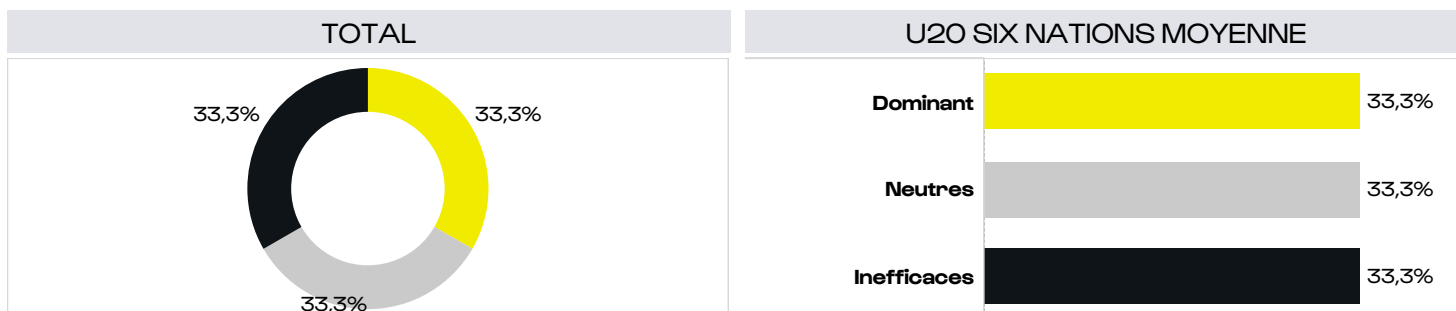 TOTAL
33,3%
33,3%
33,3%
U20 SIX NATIONS MOYENNE
Dominant
33,3%
Neutres
33,3%
Inefficaces
33,3%